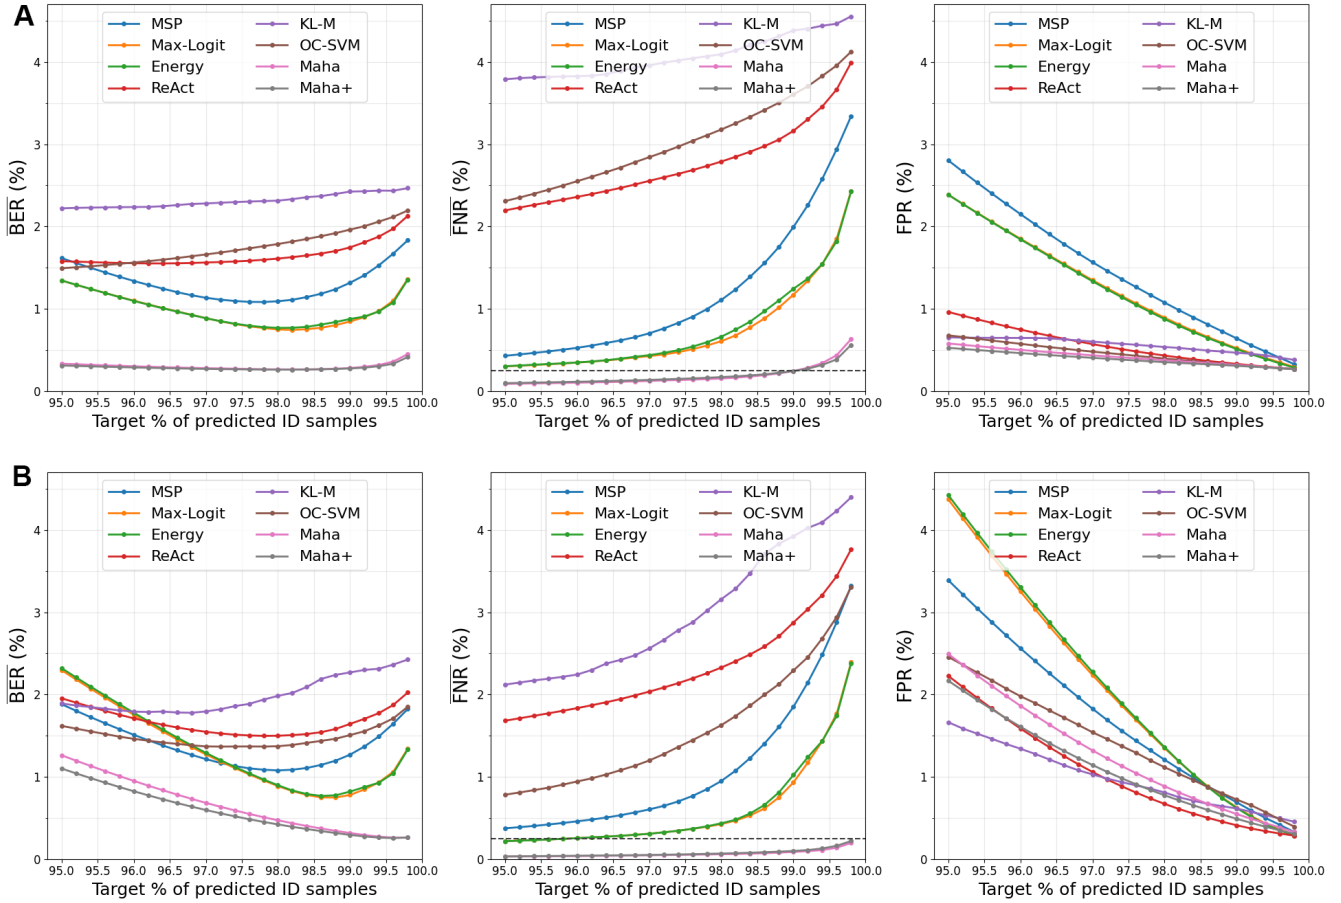 A
MSP
Max-Logit
Energy
ReAct
KL-M
OC-SVM
Maha
Maha+
BER (%)
4
3
2
1
0
95.0 95.5 96.0 96.5 97.0 97.5 98.0 98.5 99.0 99.5 100.0
Target % of predicted ID samples
MSP
Max-Logit
Energy
ReAct
KL-M
OC-SVM
Maha
Maha+
FNR (%)
4
3
2
1
0
95.0 95.5 96.0 96.5 97.0 97.5 98.0 98.5 99.0 99.5 100.0
Target % of predicted ID samples
MSP
Max-Logit
Energy
ReAct
KL-M
OC-SVM
Maha
Maha+
FPR (%)
4
3
2
1
0
95.0 95.5 96.0 96.5 97.0 97.5 98.0 98.5 99.0 99.5 100.0
Target % of predicted ID samples
B
MSP
Max-Logit
Energy
ReAct
KL-M
OC-SVM
Maha
Maha+
BER (%)
4
3
2
1
0
95.0 95.5 96.0 96.5 97.0 97.5 98.0 98.5 99.0 99.5 100.0
Target % of predicted ID samples
MSP
Max-Logit
Energy
ReAct
KL-M
OC-SVM
Maha
Maha+
FNR (%)
4
3
2
1
0
95.0 95.5 96.0 96.5 97.0 97.5 98.0 98.5 99.0 99.5 100.0
Target % of predicted ID samples
MSP
Max-Logit
Energy
ReAct
KL-M
OC-SVM
Maha
Maha+
FPR (%)
4
3
2
1
0
95.0 95.5 96.0 96.5 97.0 97.5 98.0 98.5 99.0 99.5 100.0
Target % of predicted ID samples